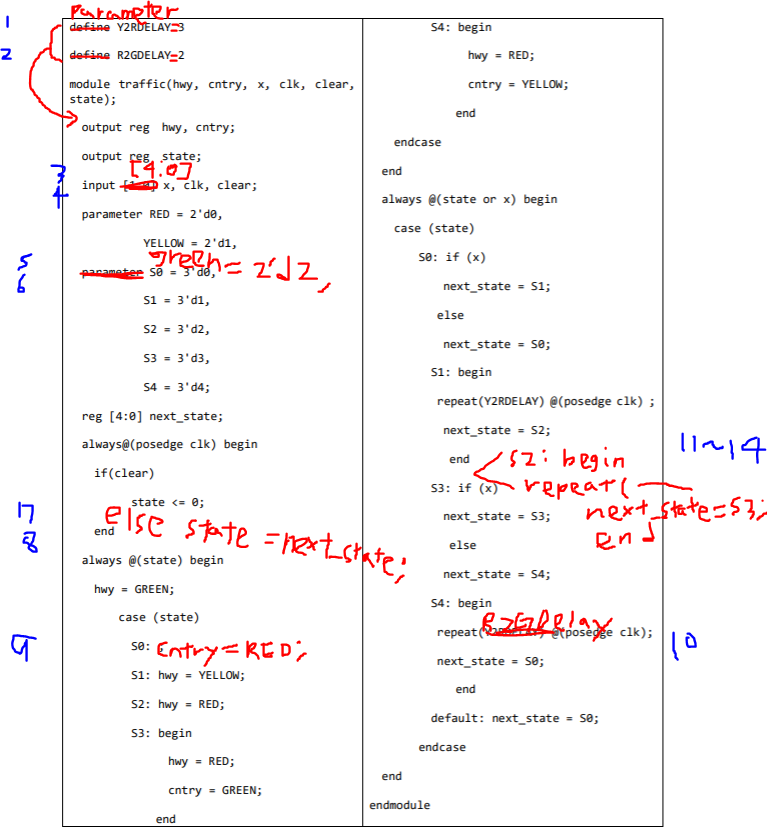 Parameter
1 define Y2RDELAY=3
2 define R2GDELAY=2
module traffic(hwy, cntry, x, clk, clear,
state);
output reg hwy, cntry;
output reg state;
3 [4:0]
4 input [1:0] x, clk, clear;
parameter RED = 2'd0,
YELLOW = 2'd1,
5 green = 2'd2,
6 parameter S0 = 3'd0,
S1 = 3'd1,
S2 = 3'd2,
S3 = 3'd3,
S4 = 3'd4;
reg [4:0] next_state;
always@(posedge clk) begin
if(clear)
17 state <= 0;
else state = next_state;
8 end
always @(state) begin
hwy = GREEN;
case (state)
9 S0: ; cntry = RED;
S1: hwy = YELLOW;
S2: hwy = RED;
S3: begin
hwy = RED;
cntry = GREEN;
end
S4: begin
hwy = RED;
cntry = YELLOW;
end
endcase
end
always @(state or x) begin
case (state)
S0: if (x)
next_state = S1;
else
next_state = S0;
S1: begin
repeat(Y2RDELAY) @(posedge clk) ;
next_state = S2;
end
11~14
S2: begin
repeat(
next_state=S3;
end
S3: if (x)
next_state = S3;
else
next_state = S4;
S4: begin
R2GDelay
repeat(Y2RDELAY) @(posedge clk); 10
next_state = S0;
end
default: next_state = S0;
endcase
end
endmodule